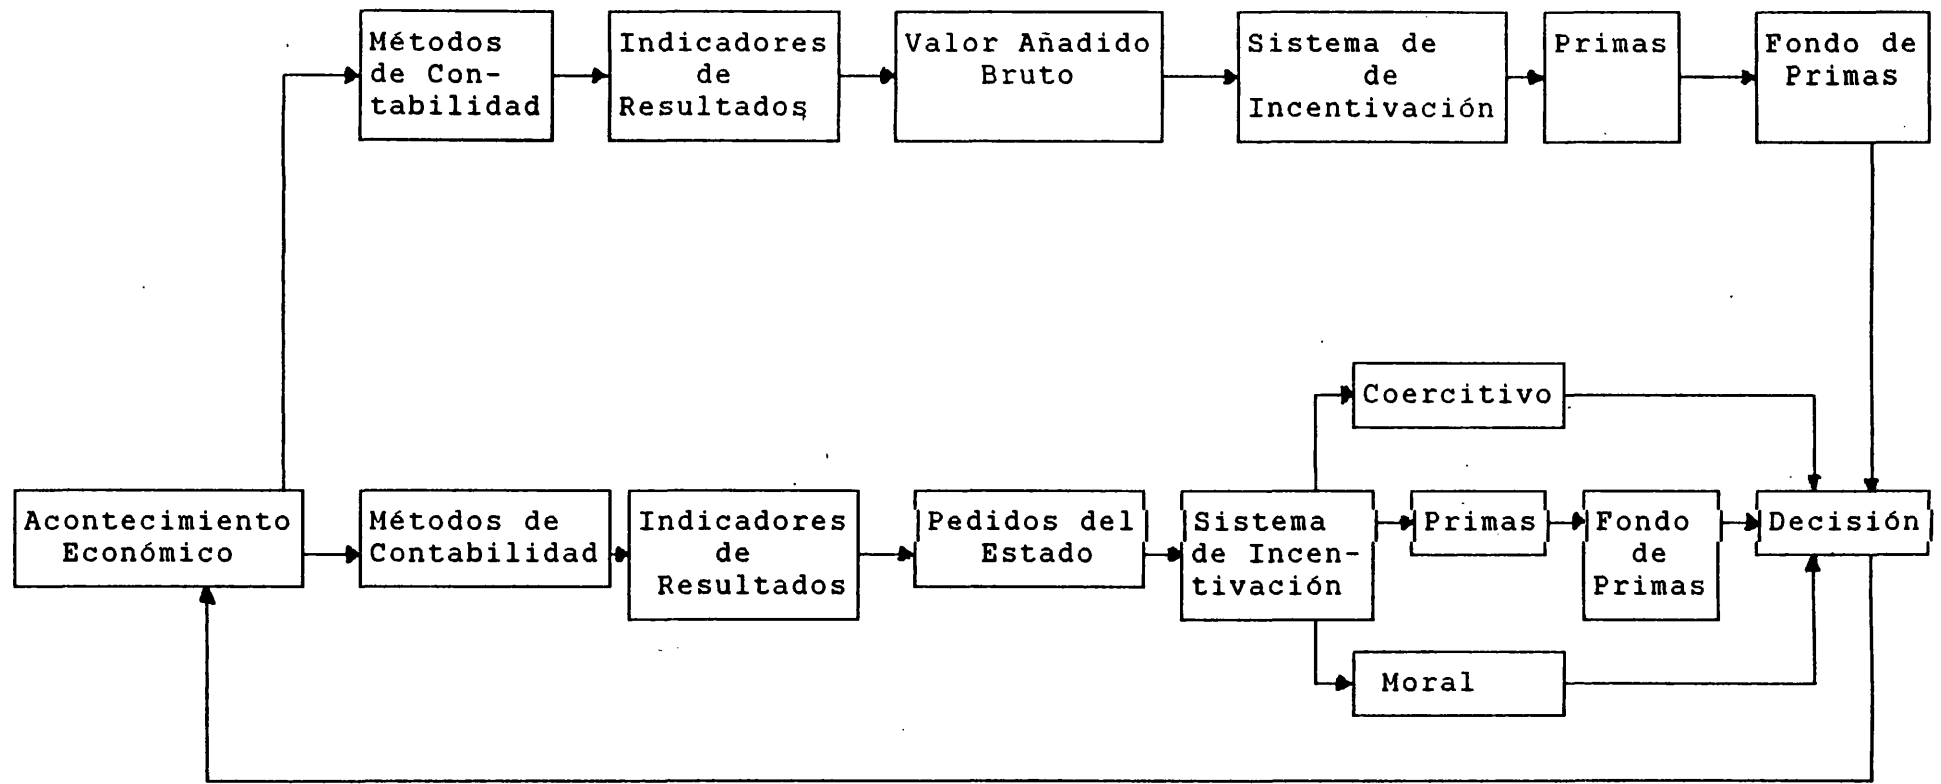 Métodos
de Con-
tabilidad
Indicadores
de
Resultados
Valor Añadido
Bruto
Sistema de
de
Incentivación
Primas
Fondo de
Primas
Coercitivo
Acontecimiento
Económico
Métodos de
Contabilidad
Indicadores
de
Resultados
Pedidos del
Estado
Sistema
de Incen-
tivación
Primas
Fondo
de
Primas
Decisión
Moral